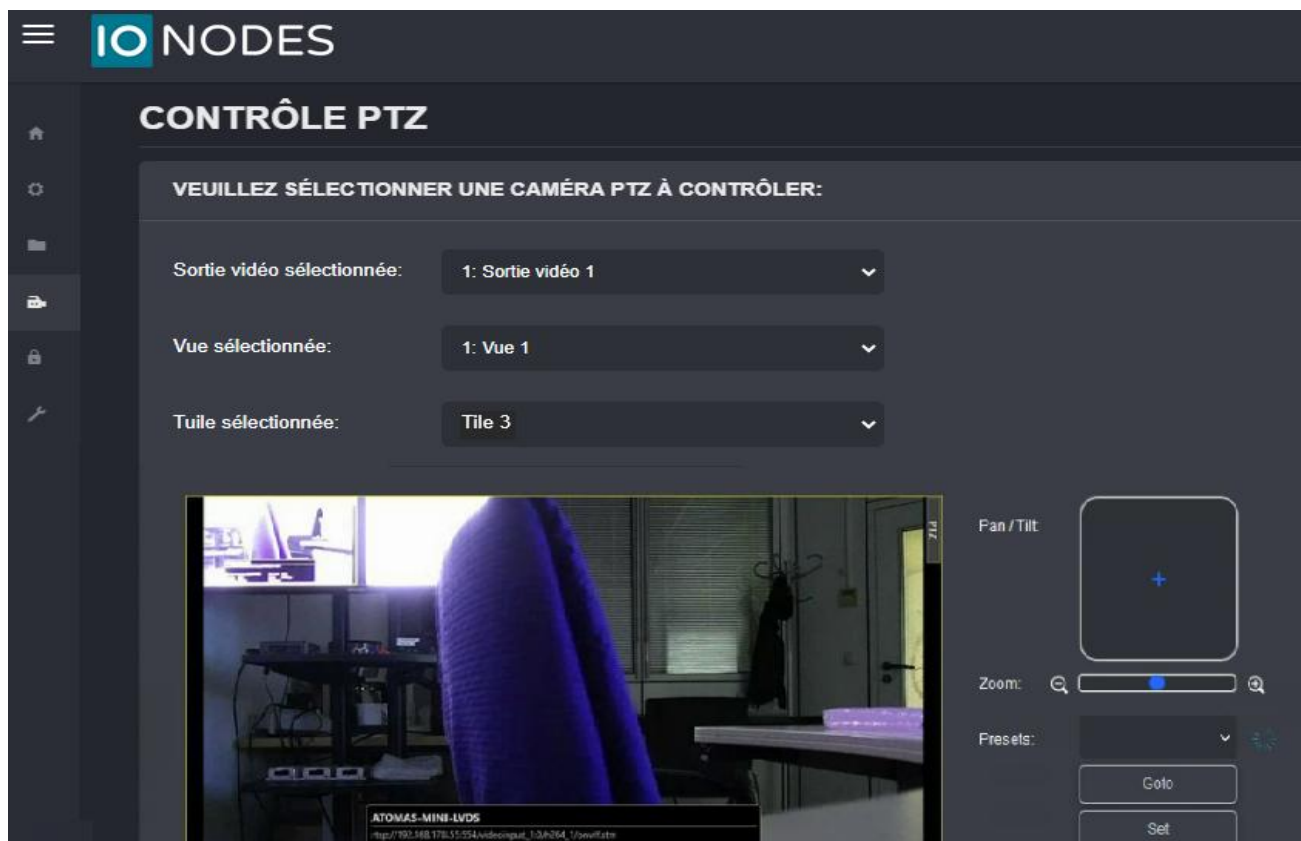 IO NODES
CONTRÔLE PTZ
VEUILLEZ SÉLECTIONNER UNE CAMÉRA PTZ À CONTRÔLER:
Sortie vidéo sélectionnée: 1: Sortie vidéo 1
Vue sélectionnée: 1: Vue 1
Tuile sélectionnée: Tile 3
PTZ
Pan / Tilt:
Zoom:
Presets:
Goto
Set
ATOMAS-MINI-LVDS